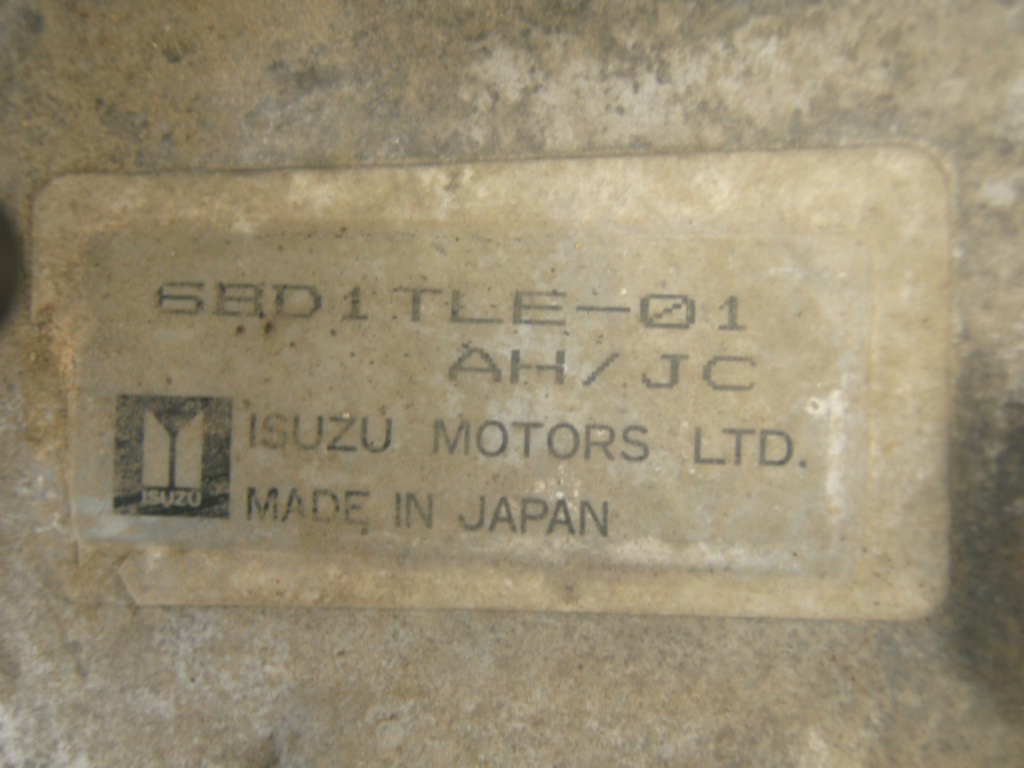 6BD1TLE-01
AH/JC
ISUZU MOTORS LTD.
ISUZU
MADE IN JAPAN